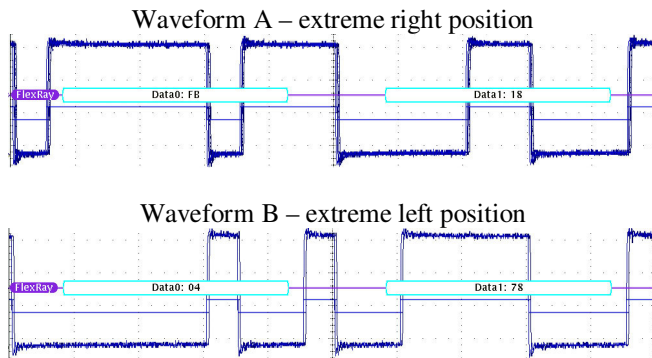 Waveform A – extreme right position
FlexRay Data0: FB Data1: 18
Waveform B – extreme left position
FlexRay Data0: 04 Data1: 78